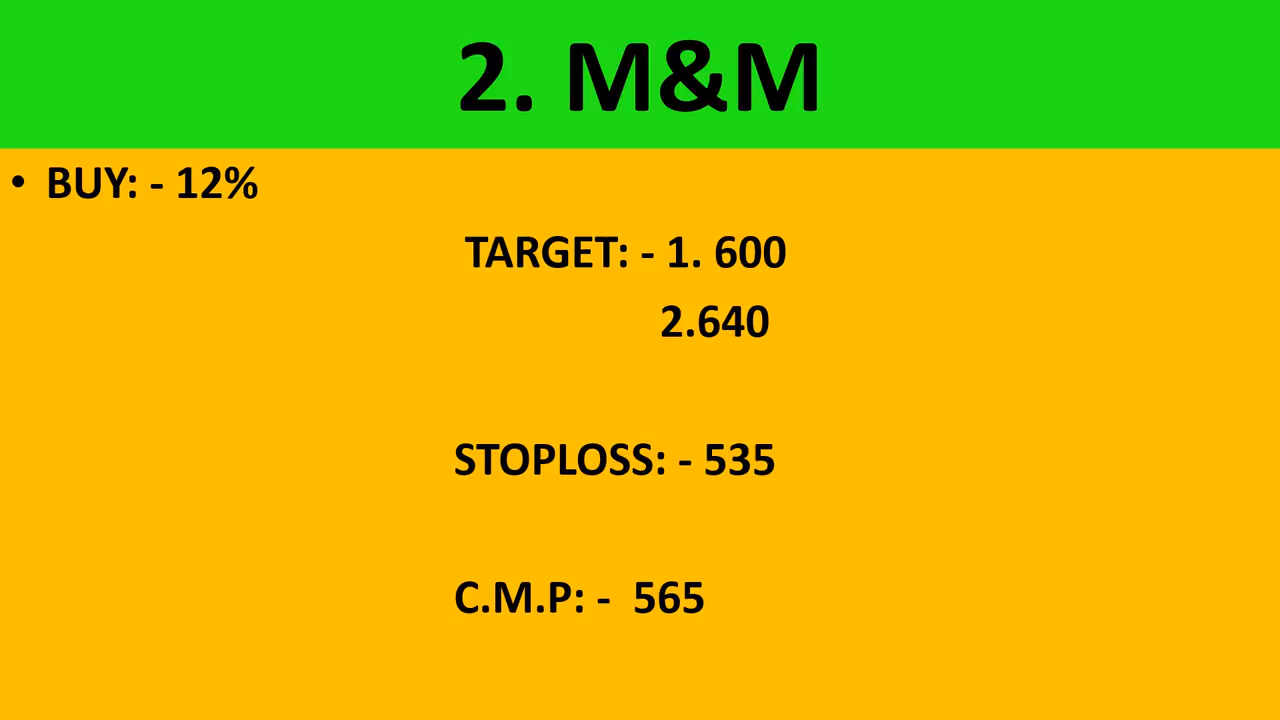 2. M&M
• BUY: - 12%
TARGET: - 1. 600
2.640
STOPLOSS: - 535
C.M.P: - 565